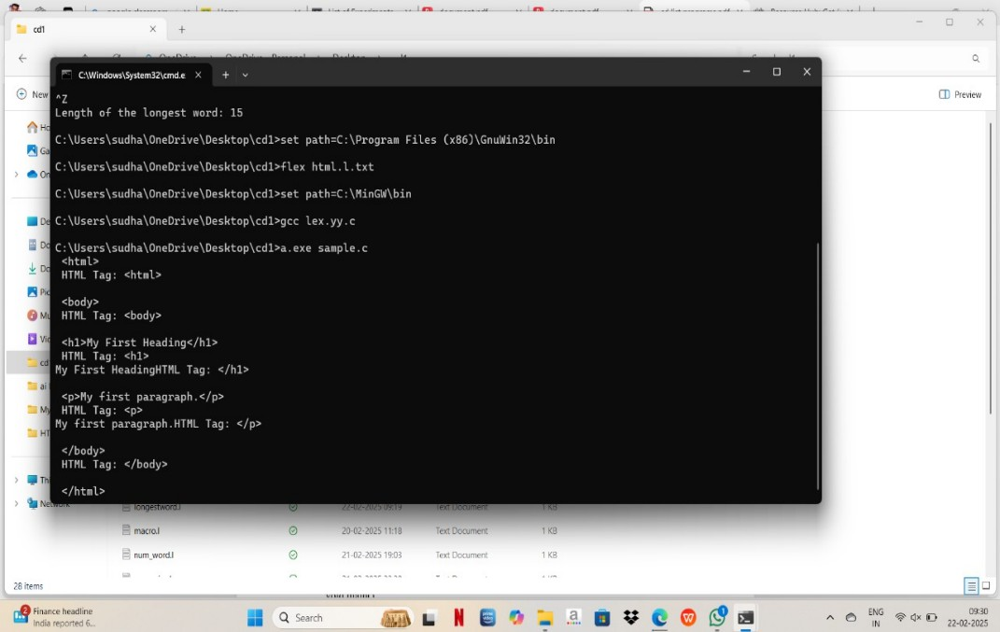 cd1
C:\Windows\System32\cmd.e
New
Preview
^Z
Length of the longest word: 15
C:\Users\sudha\OneDrive\Desktop\cd1>set path=C:\Program Files (x86)\GnuWin32\bin
C:\Users\sudha\OneDrive\Desktop\cd1>flex html.l.txt
C:\Users\sudha\OneDrive\Desktop\cd1>set path=C:\MinGW\bin
C:\Users\sudha\OneDrive\Desktop\cd1>gcc lex.yy.c
C:\Users\sudha\OneDrive\Desktop\cd1>a.exe sample.c
<html>
HTML Tag: <html>
<body>
HTML Tag: <body>
<h1>My First Heading</h1>
HTML Tag: <h1>
My First HeadingHTML Tag: </h1>
<p>My first paragraph.</p>
HTML Tag: <p>
My first paragraph.HTML Tag: </p>
</body>
HTML Tag: </body>
</html>
Network
longestword.l 22-02-2025 09:19 Text Document 1 KB
macro.l 20-02-2025 11:18 Text Document 1 KB
num_word.l 21-02-2025 19:03 Text Document 1 KB
28 items
2
Finance headline
India reported 6...
Search
N
a
W
1
ENG
IN
09:30
22-02-2025